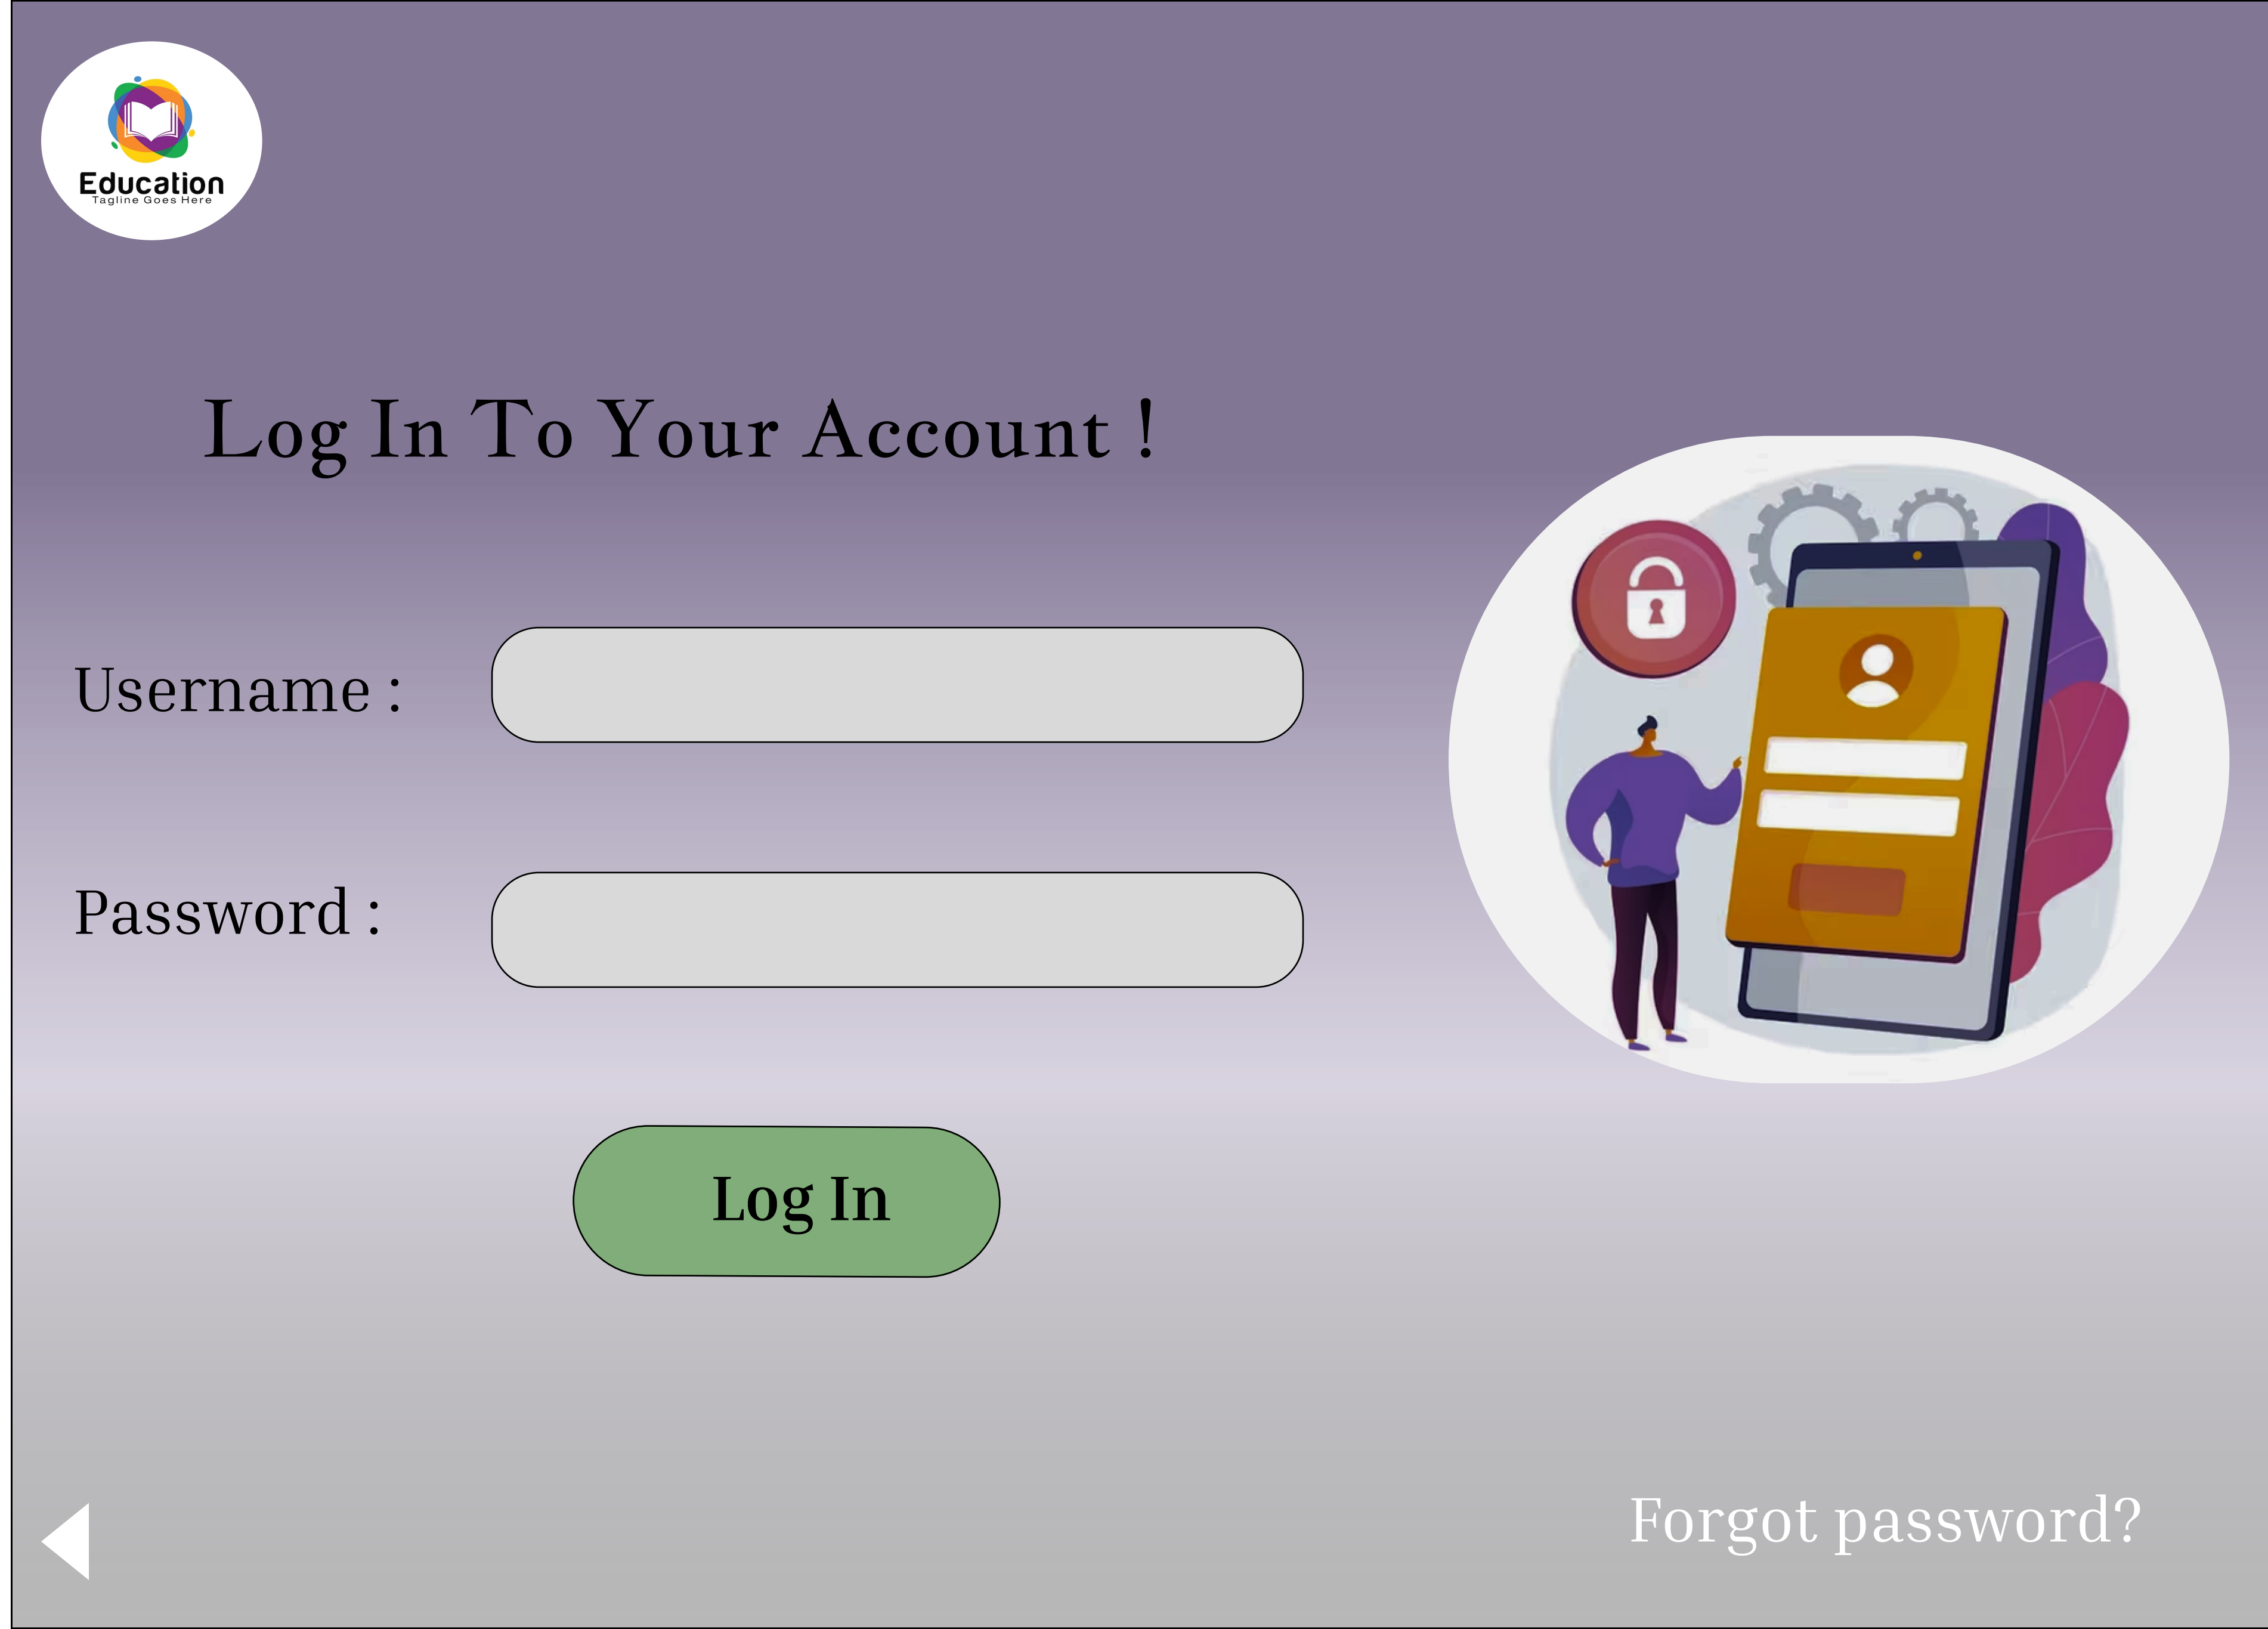 Education
Tagline Goes Here
Log In To Your Account !
Username :
Password :
Log In
Forgot password?